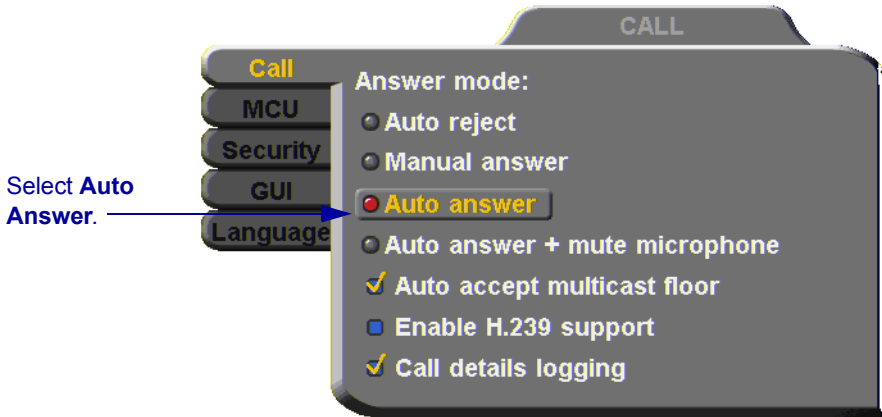 CALL
Call
MCU
Security
GUI
Language
Select Auto
Answer.
Answer mode:
Auto reject
Manual answer
Auto answer
Auto answer + mute microphone
Auto accept multicast floor
Enable H.239 support
Call details logging